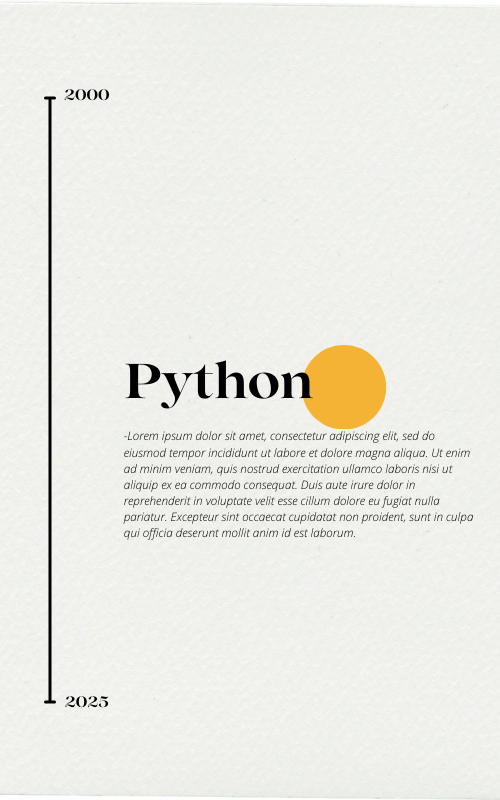 2000
Python
-Lorem ipsum dolor sit amet, consectetur adipiscing elit, sed do
eiusmod tempor incididunt ut labore et dolore magna aliqua. Ut enim
ad minim veniam, quis nostrud exercitation ullamco laboris nisi ut
aliquip ex ea commodo consequat. Duis aute irure dolor in
reprehenderit in voluptate velit esse cillum dolore eu fugiat nulla
pariatur. Excepteur sint occaecat cupidatat non proident, sunt in culpa
qui officia deserunt mollit anim id est laborum.
2025